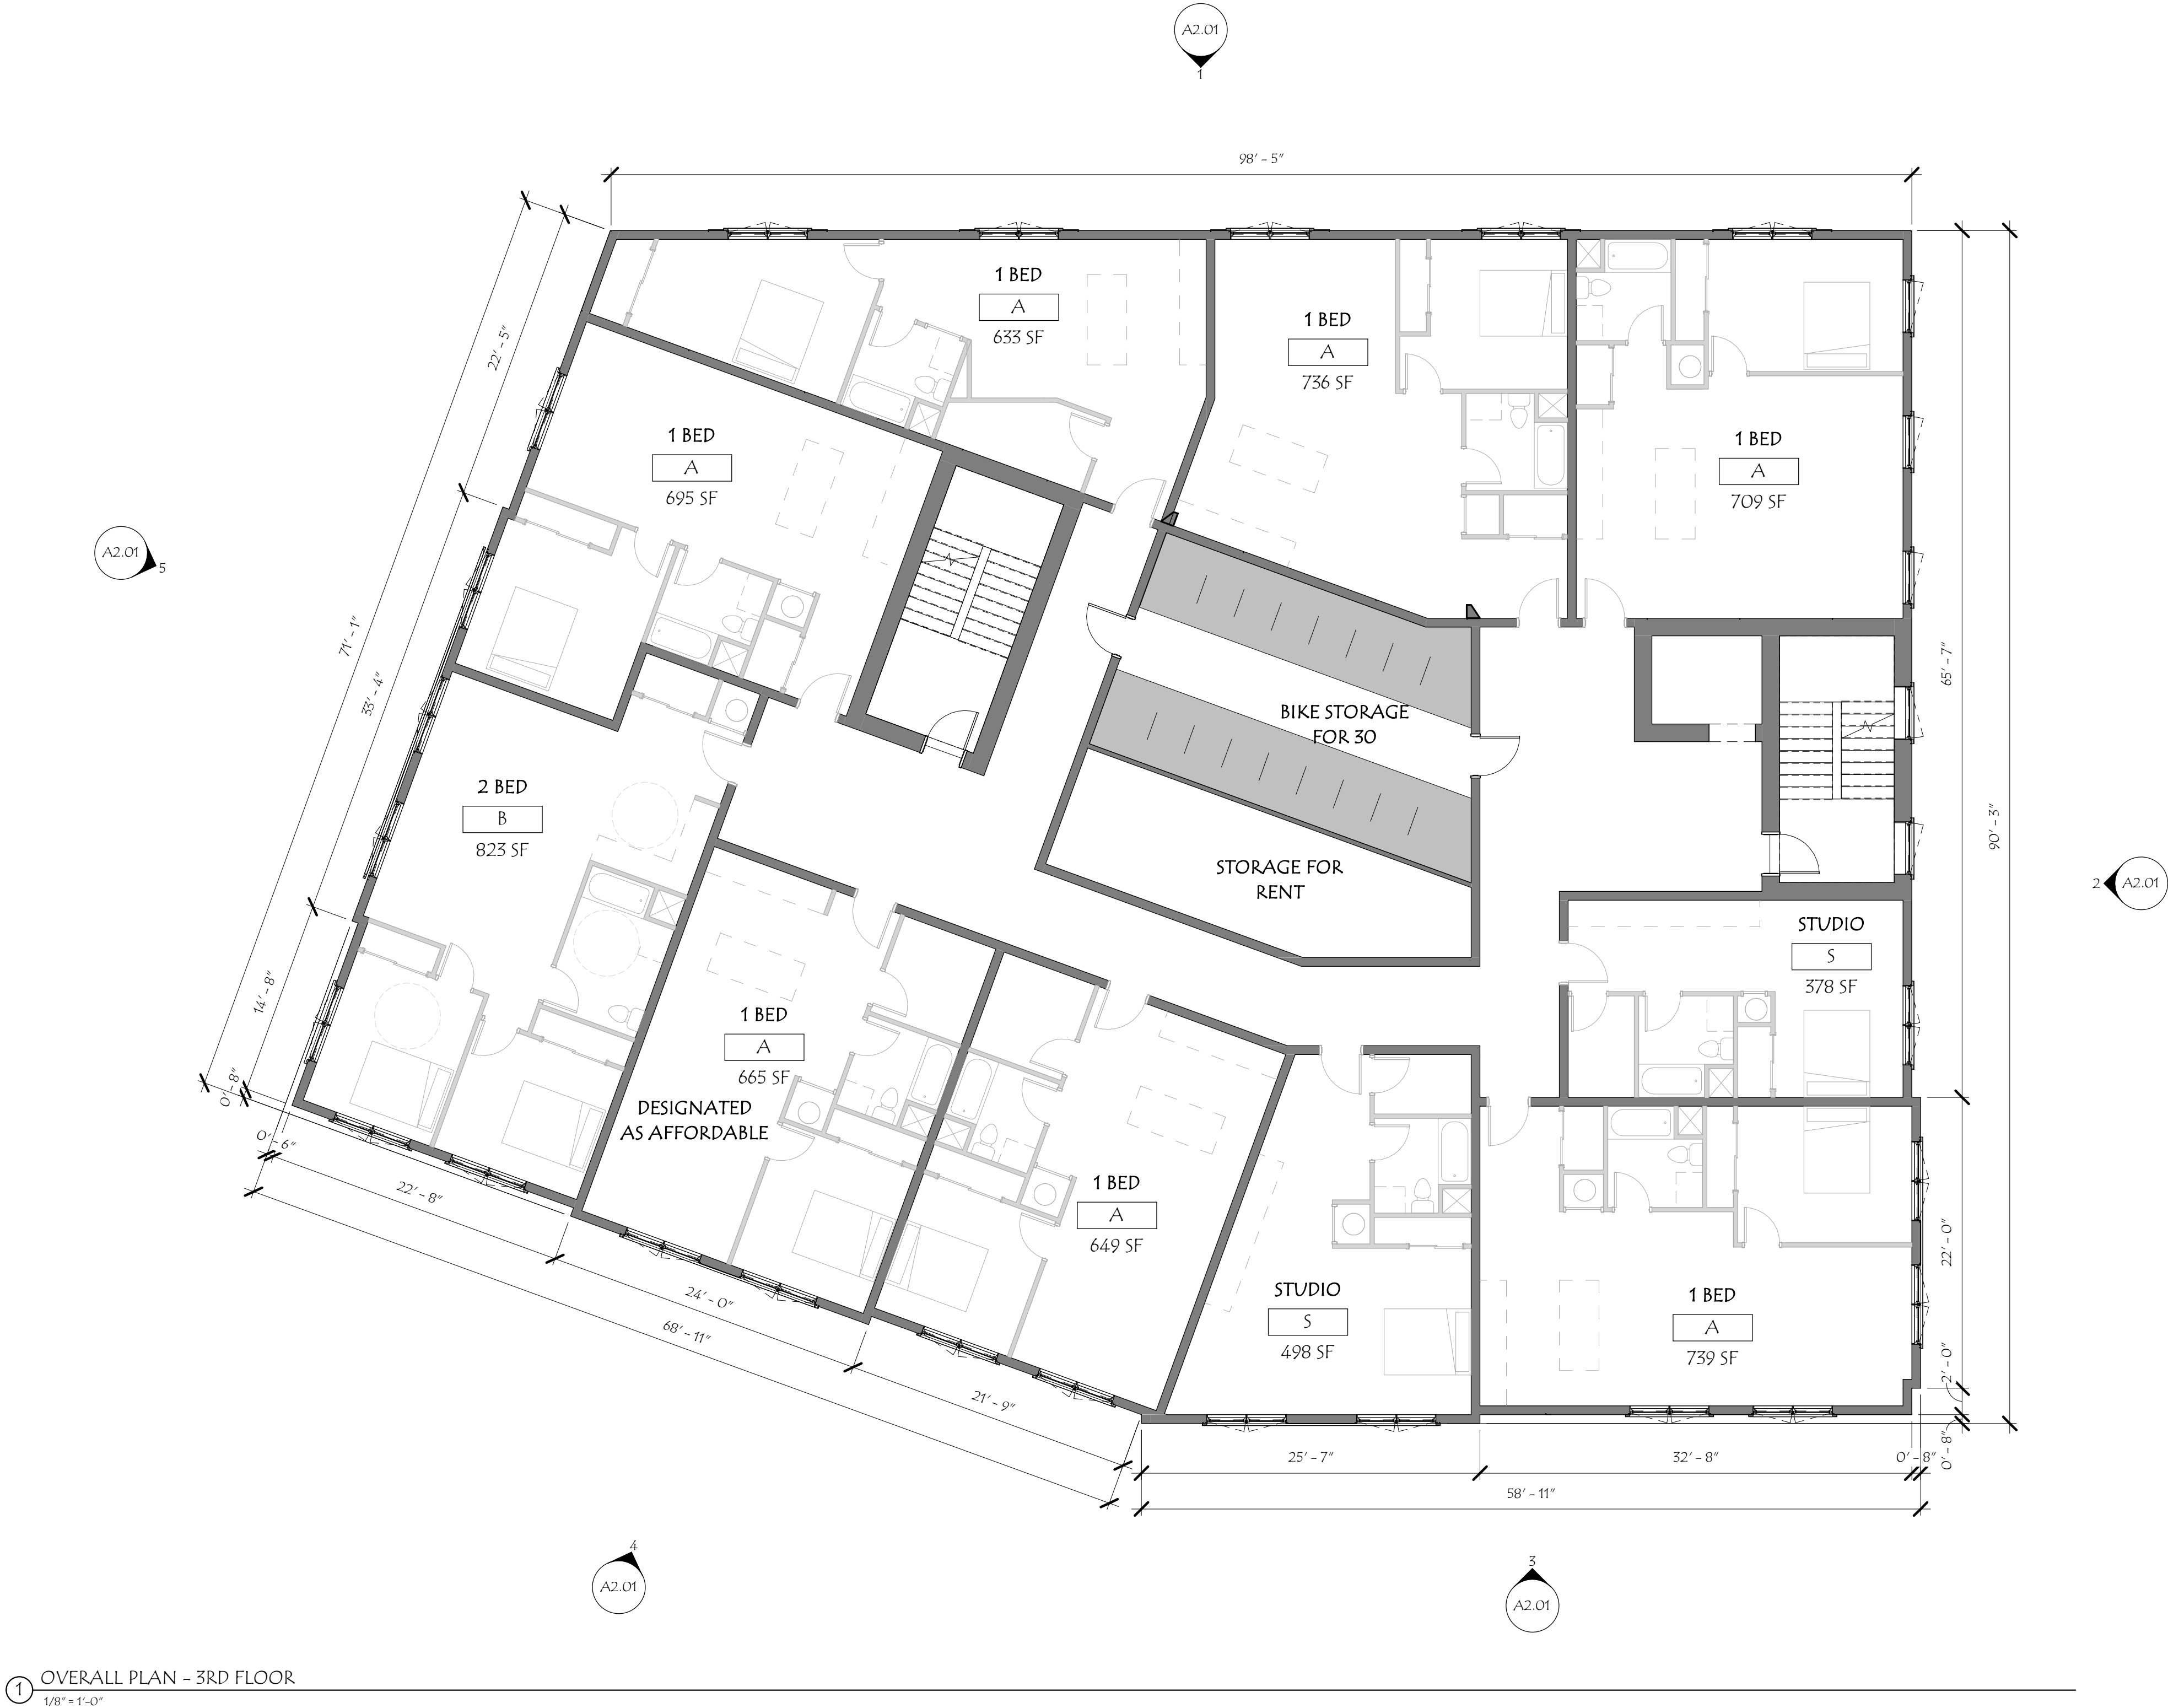 A2.01
1
98' - 5"
22' - 5"
71' - 1"
33' - 4"
14' - 8"
0' - 8"
0' - 6"
22' - 8"
24' - 0"
68' - 11"
21' - 9"
25' - 7"
32' - 8"
0' - 8"
58' - 11"
65' - 7"
90' - 3"
22' - 0"
2' - 0"
0' - 8"
1 BED
A
633 SF
1 BED
A
736 SF
1 BED
A
709 SF
1 BED
A
695 SF
BIKE STORAGE
FOR 30
2 BED
B
823 SF
STORAGE FOR
RENT
STUDIO
S
378 SF
1 BED
A
665 SF
DESIGNATED
AS AFFORDABLE
1 BED
A
649 SF
STUDIO
S
498 SF
1 BED
A
739 SF
A2.01
5
2
A2.01
4
A2.01
3
A2.01
1
OVERALL PLAN - 3RD FLOOR
1/8" = 1'-0"